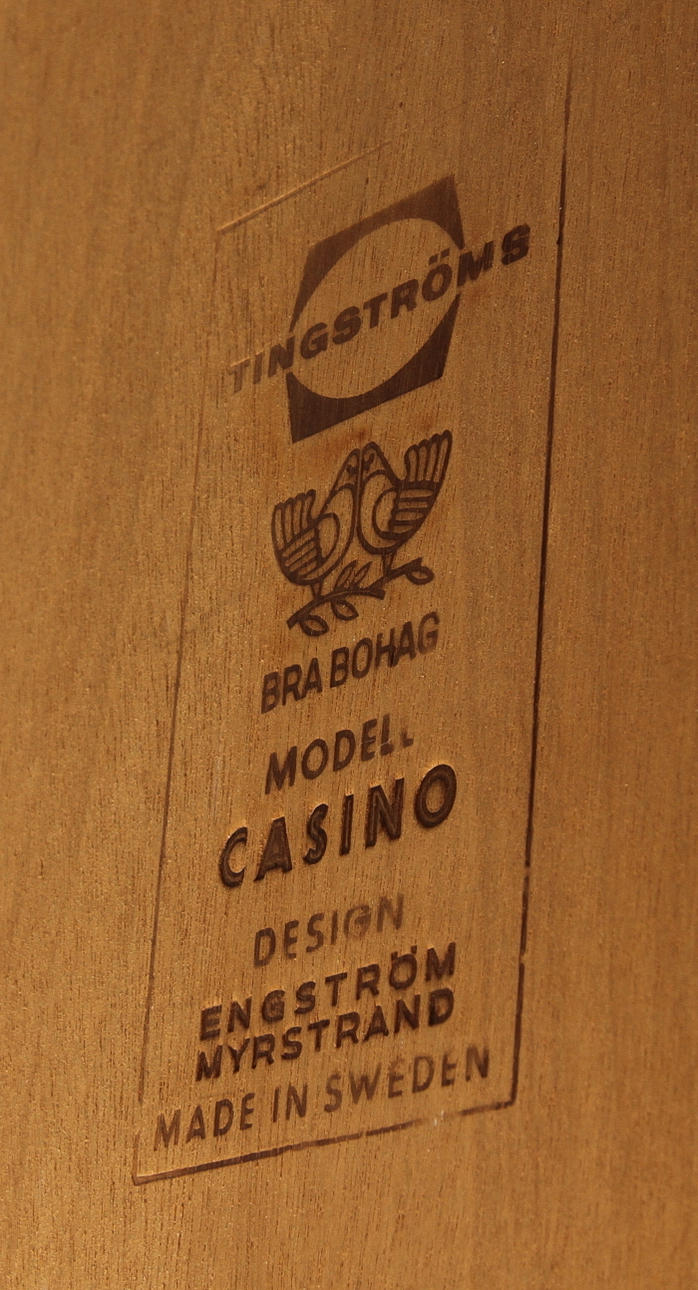 TINGSTRÖMS
BRA BOHAG
MODELL
CASINO
DESIGN
ENGSTRÖM
MYRSTRAND
MADE IN SWEDEN